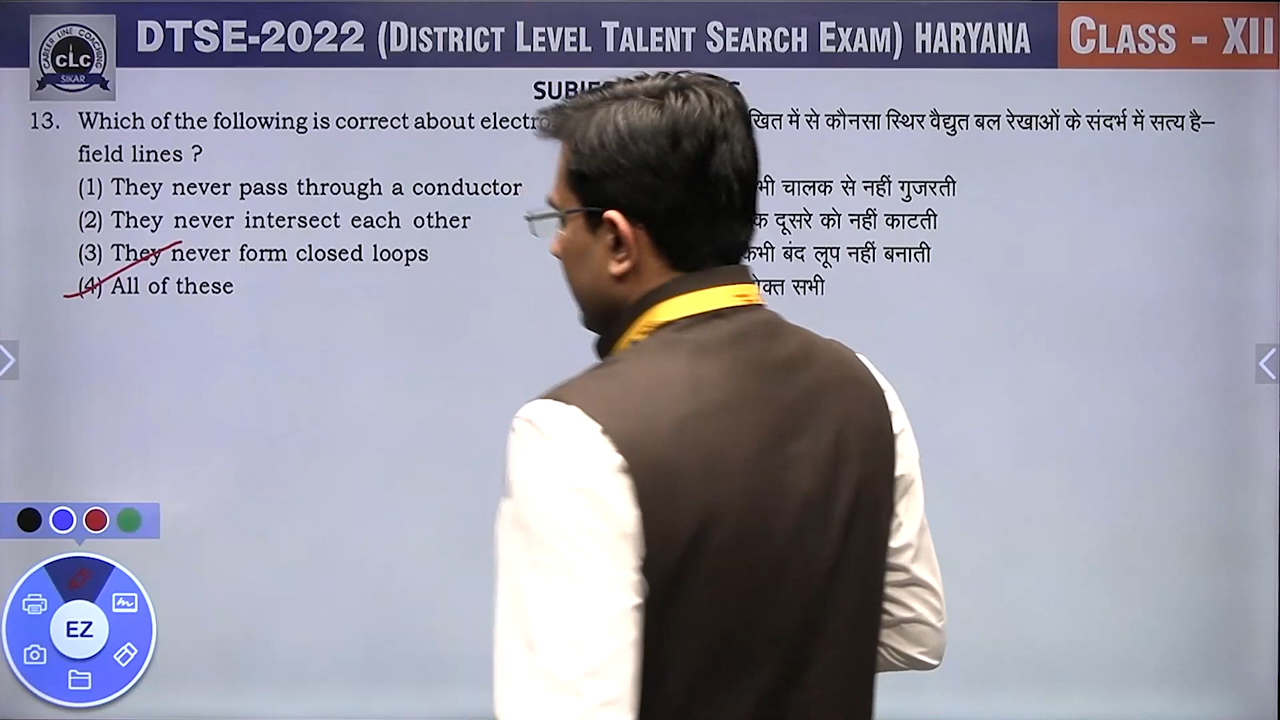 DTSE-2022 (DISTRICT LEVEL TALENT SEARCH EXAM) HARYANA
CLASS - XII
CAREER LINE COACHING
CLC
SIKAR
13. Which of the following is correct about
field lines ?
(1) They never pass through a conductor
(2) They never intersect each other
(3) They never form closed loops
(4) All of these
में से कौनसा स्थिर वैद्युत बल रेखाओं के संदर्भ में सत्य है–
चालक से नहीं गुजरती
दूसरे को नहीं काटती
बंद लूप नहीं बनाती
सभी
EZ